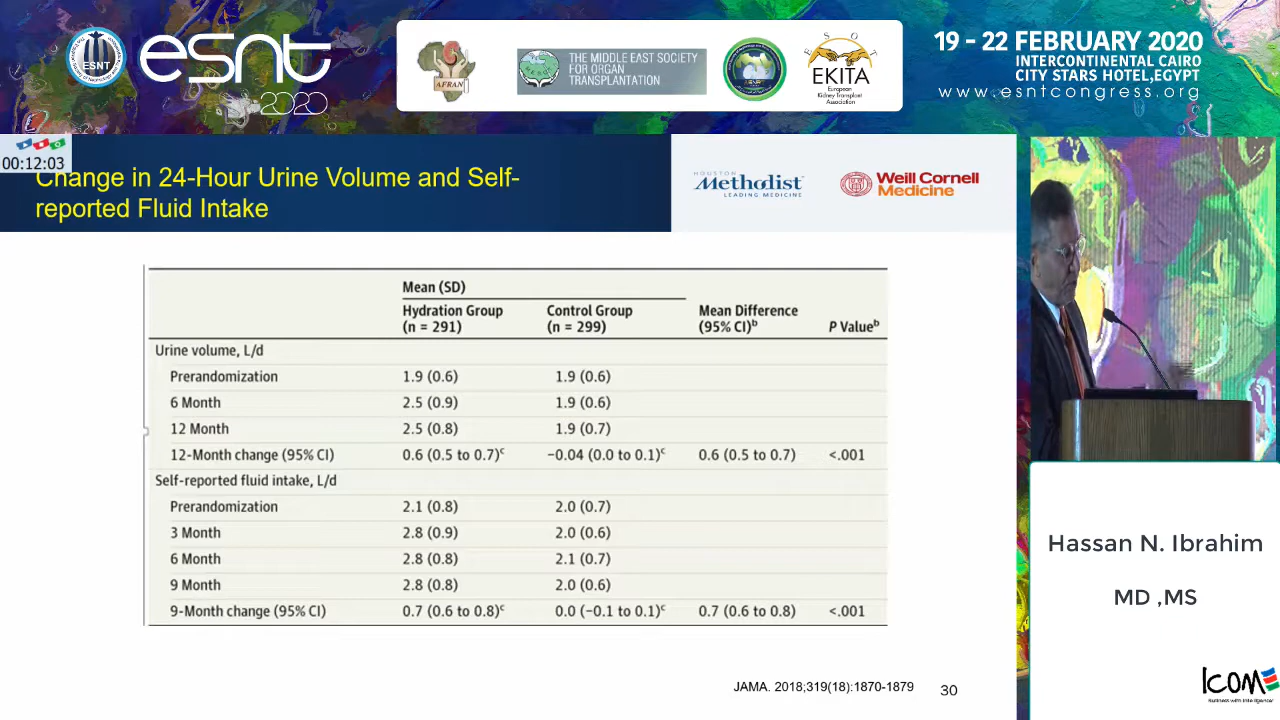 ESNT
esnt
2020
AFRAN
THE MIDDLE EAST SOCIETY
FOR ORGAN
TRANSPLANTATION
E S O T
EKITA
European
Kidney Transplant
Association
19 - 22 FEBRUARY 2020
INTERCONTINENTAL CAIRO
CITY STARS HOTEL,EGYPT
www.esntcongress.org
00:12:03
Change in 24-Hour Urine Volume and Self-
reported Fluid Intake
HOUSTON
Methodist
LEADING MEDICINE
Weill Cornell
Medicine
Mean (SD)
Hydration Group (n = 291) Control Group (n = 299) Mean Difference (95% CI)b P Valueb
Urine volume, L/d
Prerandomization 1.9 (0.6) 1.9 (0.6)
6 Month 2.5 (0.9) 1.9 (0.6)
12 Month 2.5 (0.8) 1.9 (0.7)
12-Month change (95% CI) 0.6 (0.5 to 0.7)c −0.04 (0.0 to 0.1)c 0.6 (0.5 to 0.7) <.001
Self-reported fluid intake, L/d
Prerandomization 2.1 (0.8) 2.0 (0.7)
3 Month 2.8 (0.9) 2.0 (0.6)
6 Month 2.8 (0.8) 2.1 (0.7)
9 Month 2.8 (0.8) 2.0 (0.6)
9-Month change (95% CI) 0.7 (0.6 to 0.8)c 0.0 (−0.1 to 0.1)c 0.7 (0.6 to 0.8) <.001
JAMA. 2018;319(18):1870-1879 30
Hassan N. Ibrahim
MD ,MS
ICOM